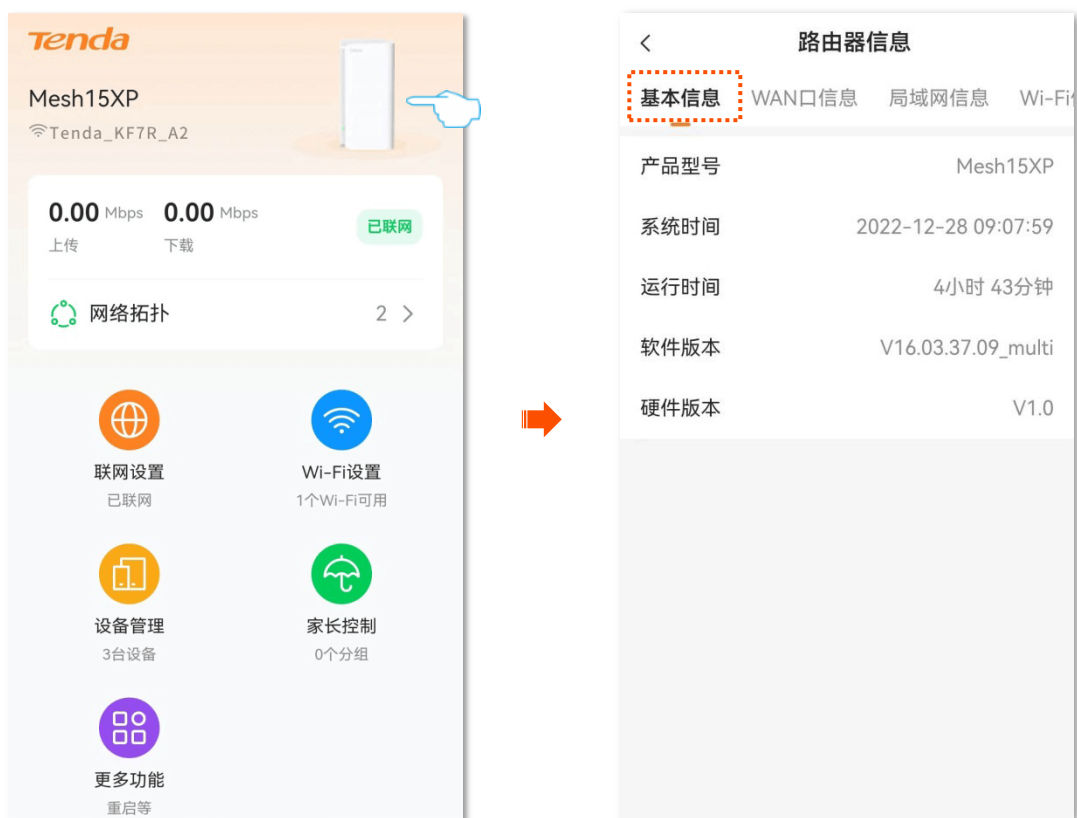 Tenda
Mesh15XP
Tenda_KF7R_A2
0.00 Mbps 0.00 Mbps
上传 下载
已联网
网络拓扑 2
联网设置 Wi-Fi设置
已联网 1个Wi-Fi可用
设备管理 家长控制
3台设备 0个分组
更多功能
重启等
路由器信息
基本信息 WAN口信息 局域网信息 Wi-Fi
产品型号 Mesh15XP
系统时间 2022-12-28 09:07:59
运行时间 4小时 43分钟
软件版本 V16.03.37.09_multi
硬件版本 V1.0